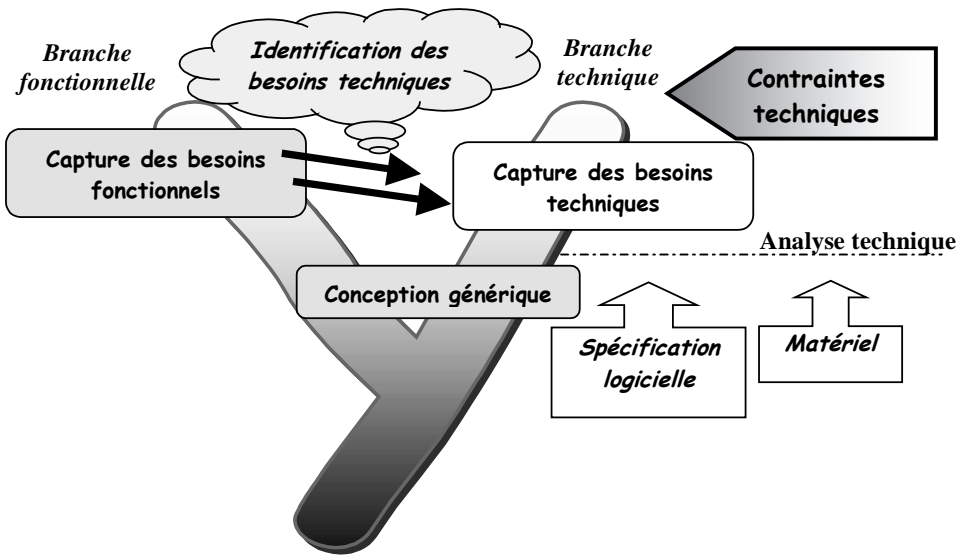 Branche
fonctionnelle
Identification des
besoins techniques
Branche
technique
Contraintes
techniques
Capture des besoins
fonctionnels
Capture des besoins
techniques
Analyse technique
Conception générique
Spécification
logicielle
Matériel